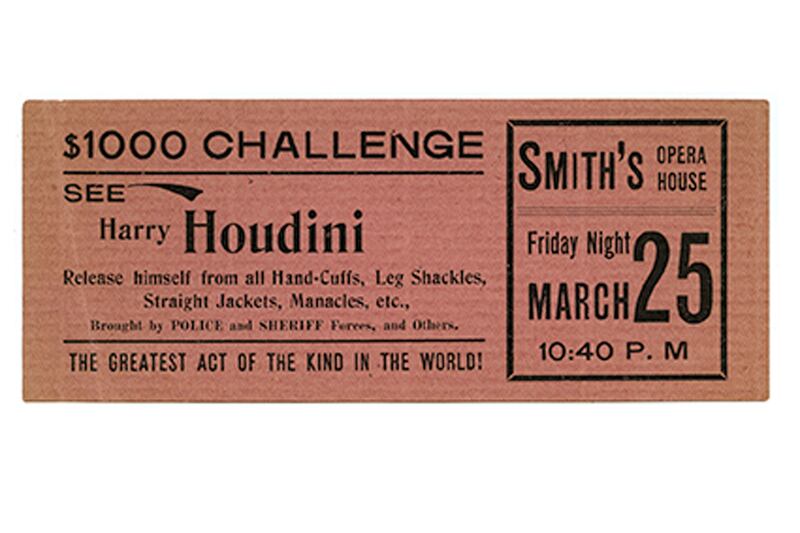 $1000 CHALLENGE
SEE
Harry Houdini
Release himself from all Hand-Cuffs, Leg Shackles,
Straight Jackets, Manacles, etc.,
Brought by POLICE and SHERIFF Forces, and Others.
THE GREATEST ACT OF THE KIND IN THE WORLD!
SMITH'S OPERA
HOUSE
Friday Night
MARCH 25
10:40 P. M